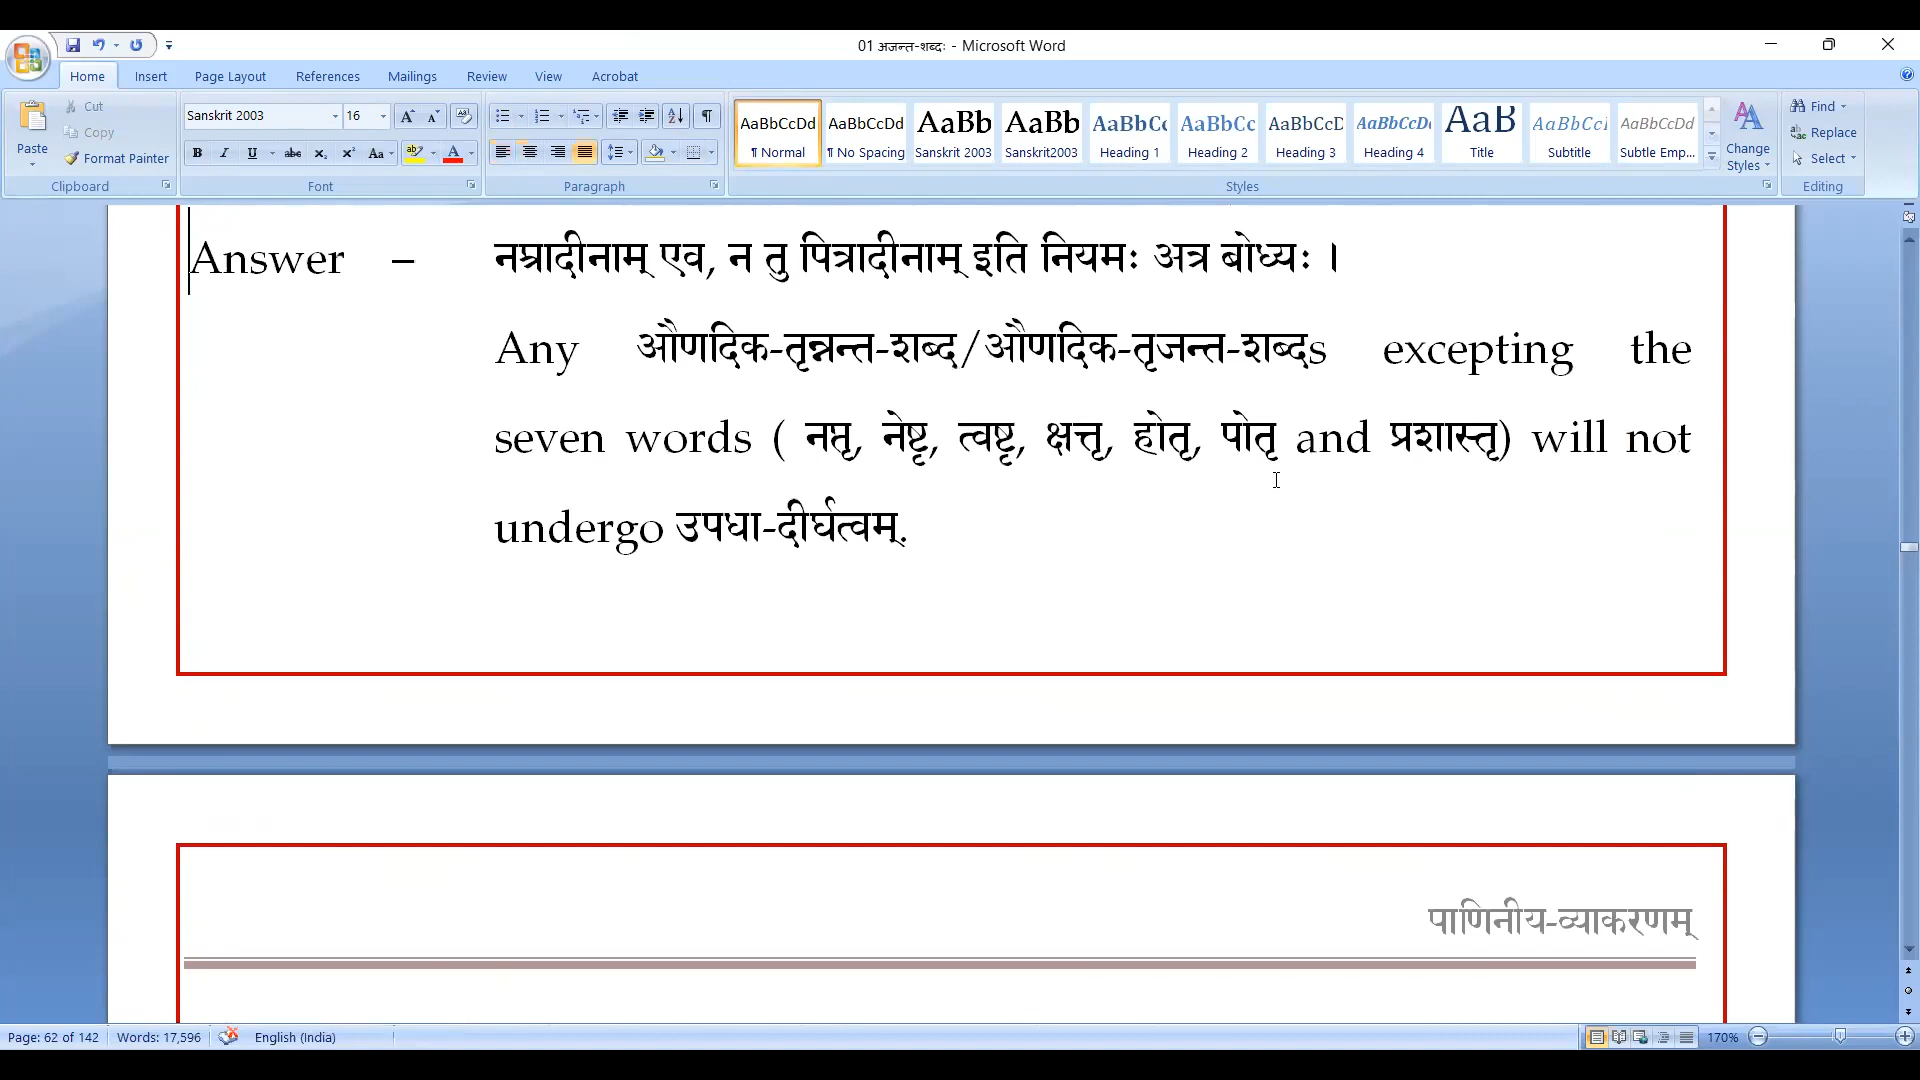 01 अजन्त-शब्दः - Microsoft Word
Home Insert Page Layout References Mailings Review View Acrobat
Paste Cut Copy Format Painter
Sanskrit 2003 16
AaBbCcDd AaBbCcDd AaBb AaBb AaBbCc AaBbCc AaBbCcD AaBbCcDc AaB AaBbCcI AaBbCcDd
¶ Normal ¶ No Spacing Sanskrit 2003 Sanskrit2003 Heading 1 Heading 2 Heading 3 Heading 4 Title Subtitle Subtle Emp...
Change Styles
Find Replace Select
Clipboard Font Paragraph Styles Editing
Answer – नप्त्रादीनाम् एव, न तु पित्रादीनाम् इति नियमः अत्र बोध्यः ।
Any औणदिक-तृन्नन्त-शब्द/औणदिक-तृजन्त-शब्दs excepting the
seven words ( नप्तृ, नेष्टृ, त्वष्टृ, क्षत्तृ, होतृ, पोतृ and प्रशास्तृ) will not
undergo उपधा-दीर्घत्वम्.
पाणिनीय-व्याकरणम्
Page: 62 of 142 Words: 17,596 English (India) 170%